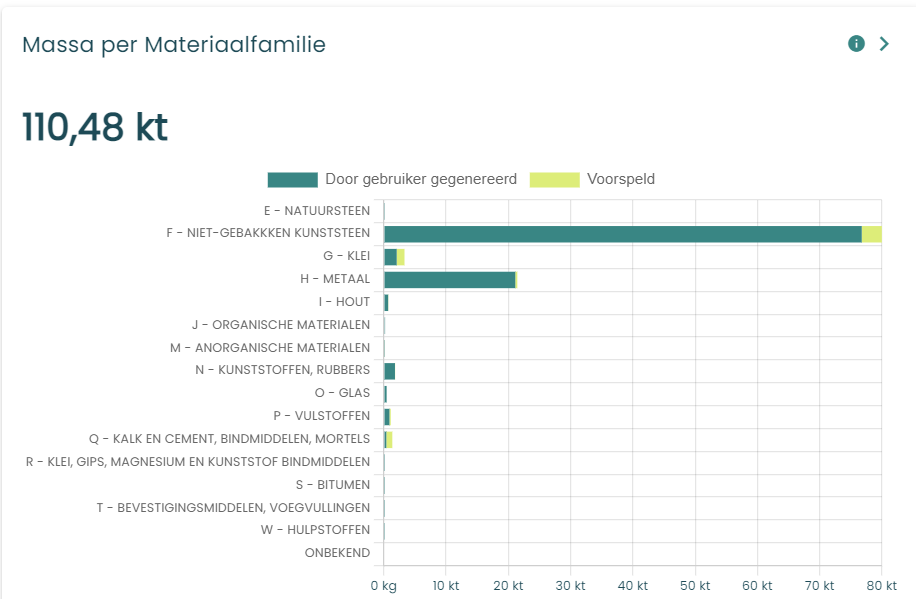 Massa per Materiaalfamilie
110,48 kt
Door gebruiker gegenereerd Voorspeld
E - NATUURSTEEN
F - NIET-GEBAKKKEN KUNSTSTEEN
G - KLEI
H - METAAL
I - HOUT
J - ORGANISCHE MATERIALEN
M - ANORGANISCHE MATERIALEN
N - KUNSTSTOFFEN, RUBBERS
O - GLAS
P - VULSTOFFEN
Q - KALK EN CEMENT, BINDMIDDELEN, MORTELS
R - KLEI, GIPS, MAGNESIUM EN KUNSTSTOF BINDMIDDELEN
S - BITUMEN
T - BEVESTIGINGSMIDDELEN, VOEGVULLINGEN
W - HULPSTOFFEN
ONBEKEND
0 kg 10 kt 20 kt 30 kt 40 kt 50 kt 60 kt 70 kt 80 kt